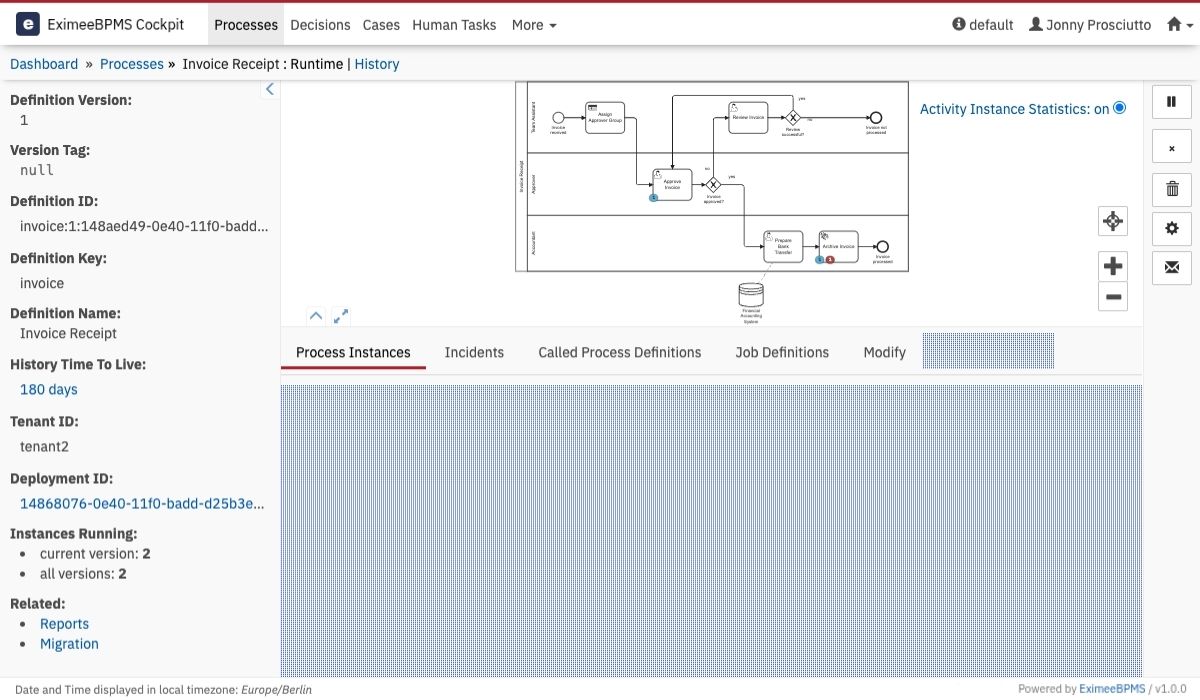 e EximeeBPMS Cockpit Processes Decisions Cases Human Tasks More default Jonny Prosciutto
Dashboard » Processes » Invoice Receipt : Runtime | History
Definition Version:
1
Version Tag:
null
Definition ID:
invoice:1:148aed49-0e40-11f0-badd...
Definition Key:
invoice
Definition Name:
Invoice Receipt
History Time To Live:
180 days
Tenant ID:
tenant2
Deployment ID:
14868076-0e40-11f0-badd-d25b3e...
Instances Running:
current version: 2
all versions: 2
Related:
Reports
Migration
Activity Instance Statistics: on
Invoice Receipt
Team Assistant
Invoice
received
Assign
Approver Group
Review Invoice
yes
Review
successful?
no
Invoice not
processed
Approver
Approve
Invoice
no
yes
Invoice
approved?
Accountant
Prepare
Bank
Transfer
Archive Invoice
Invoice
processed
Financial
Accounting
System
Process Instances Incidents Called Process Definitions Job Definitions Modify
Date and Time displayed in local timezone: Europe/Berlin
Powered by EximeeBPMS / v1.0.0